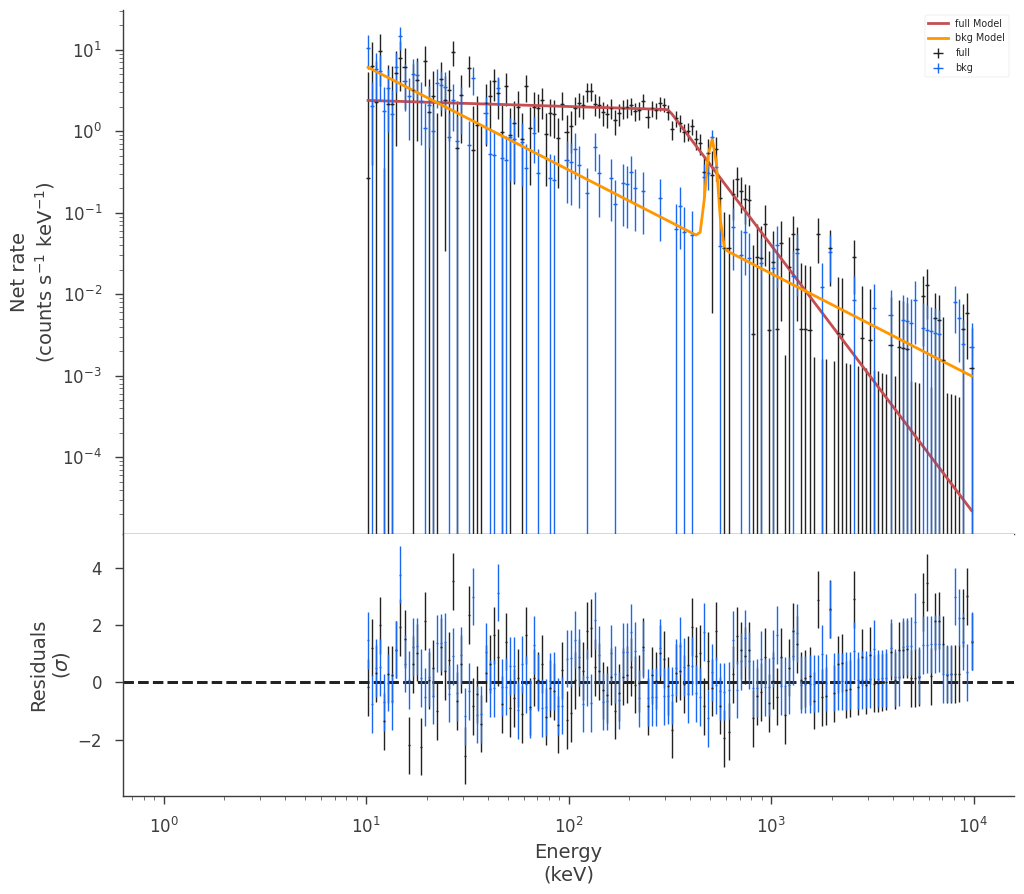 full Model
bkg Model
full
bkg
Net rate
(counts s⁻¹ keV⁻¹)
10¹
10⁰
10⁻¹
10⁻²
10⁻³
10⁻⁴
Residuals
(σ)
4
2
0
−2
10⁰ 10¹ 10² 10³ 10⁴
Energy
(keV)